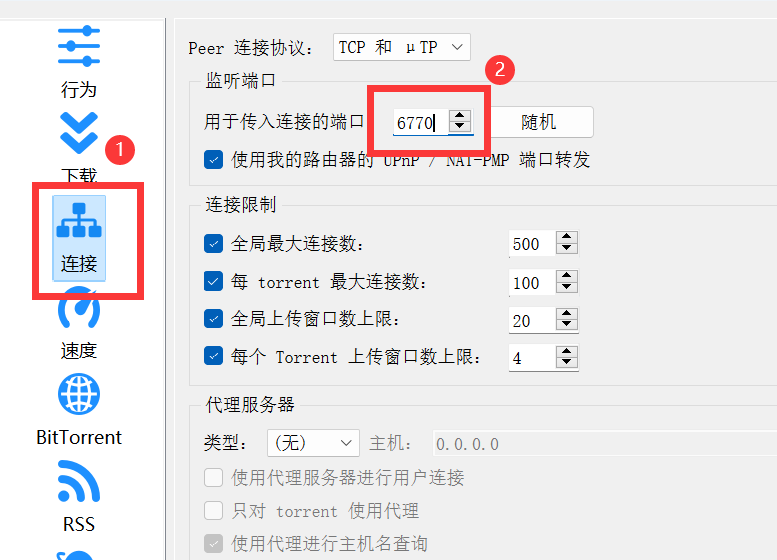 行为
下载
1
连接
速度
BitTorrent
RSS
Peer 连接协议： TCP 和 μTP
监听端口
2
用于传入连接的端口 6770 随机
使用我的路由器的 UPnP / NAT-PMP 端口转发
连接限制
全局最大连接数： 500
每 torrent 最大连接数： 100
全局上传窗口数上限： 20
每个 Torrent 上传窗口数上限： 4
代理服务器
类型： (无) 主机： 0.0.0.0
使用代理服务器进行用户连接
只对 torrent 使用代理
使用代理进行主机名查询